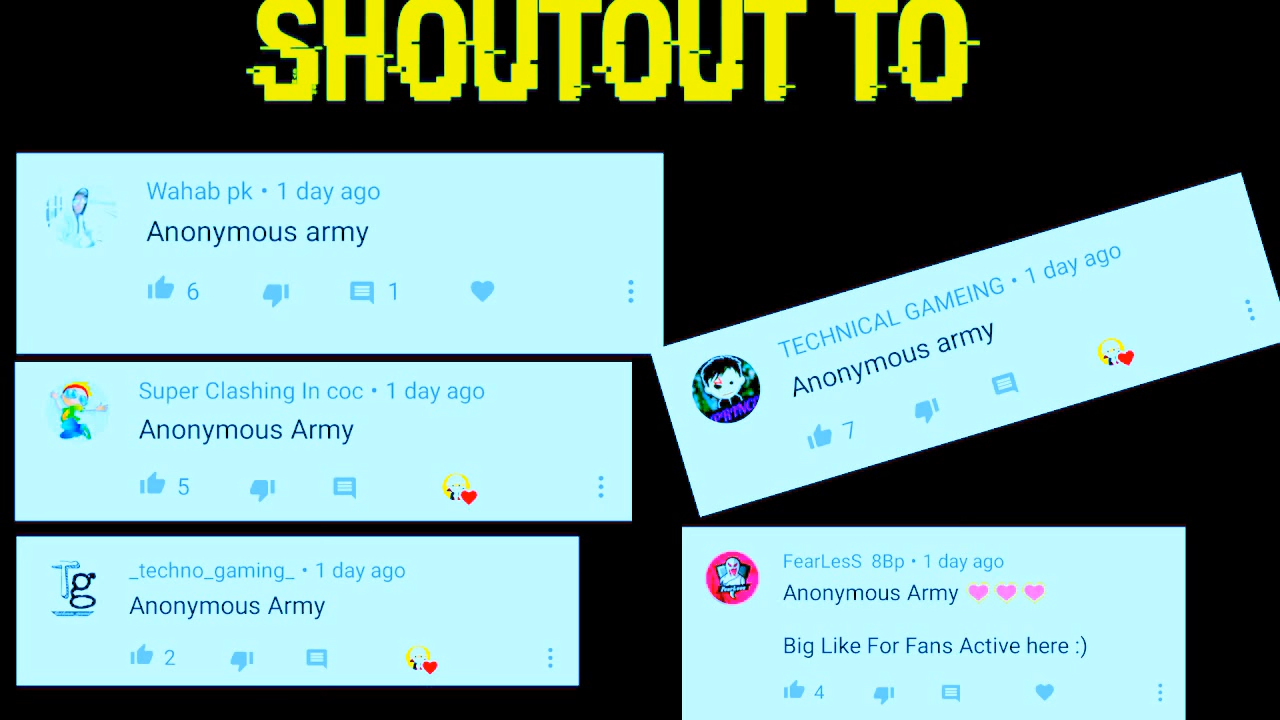 SHOUTOUT TO
Wahab pk • 1 day ago
Anonymous army
6 1
Super Clashing In coc • 1 day ago
Anonymous Army
5
_techno_gaming_ • 1 day ago
Tg
Anonymous Army
2
TECHNICAL GAMEING • 1 day ago
Anonymous army
7
FearLesS 8Bp • 1 day ago
Anonymous Army 💗💗💗
Big Like For Fans Active here :)
4